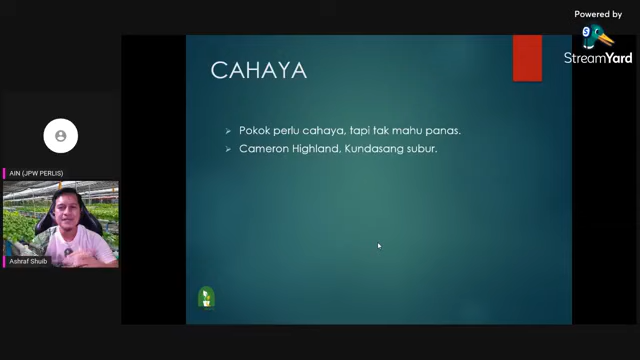 Powered by
StreamYard
CAHAYA
Pokok perlu cahaya, tapi tak mahu panas.
Cameron Highland, Kundasang subur.
AIN (JPW PERLIS)
Ashraf Shuib